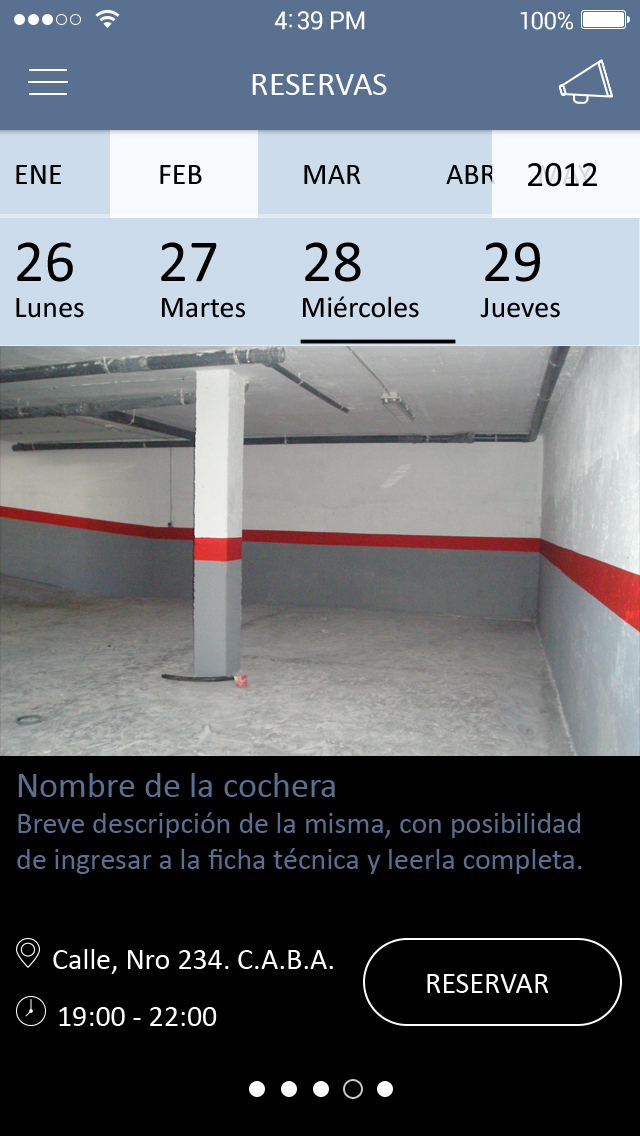 4:39 PM 100%
RESERVAS
ENE FEB MAR ABR 2012
26 27 28 29
Lunes Martes Miércoles Jueves
Nombre de la cochera
Breve descripción de la misma, con posibilidad
de ingresar a la ficha técnica y leerla completa.
Calle, Nro 234. C.A.B.A.
RESERVAR
19:00 - 22:00